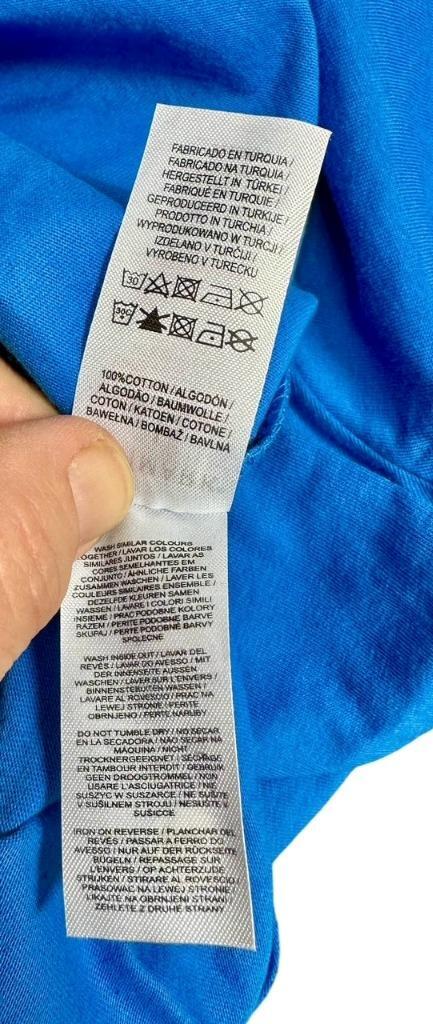 FABRICADO EN TURQUIA /
FABRICADO NA TURQUIA /
HERGESTELLT IN TÜRKEI /
FABRIQUÉ EN TURQUIE /
GEPRODUCEERD IN TURKIJE /
PRODOTTO IN TURCHIA /
WYPRODUKOWANO W TURCJI /
IZDELANO V TURČIJI /
VYROBENO V TURECKU
30
30C
100%COTTON / ALGODÓN /
ALGODÃO / BAUMWOLLE /
COTON / KATOEN / COTONE /
BAWEŁNA / BOMBAŽ / BAVLNA
WASH SIMILAR COLOURS
TOGETHER / LAVAR LOS COLORES
SIMILARES JUNTOS / LAVAR AS
CORES SEMELHANTES EM
CONJUNTO / ÄHNLICHE FARBEN
ZUSAMMEN WASCHEN / LAVER LES
COULEURS SIMILAIRES ENSEMBLE /
DEZELFDE KLEUREN SAMEN
WASSEN / LAVARE I COLORI SIMILI
INSIEME / PRAĆ PODOBNE KOLORY
RAZEM / PERITE PODOBNE BARVE
SKUPAJ / PERTE PODOBNÉ BARVY
SPOLEČNĚ
WASH INSIDE OUT / LAVAR DEL
REVÉS / LAVAR DO AVESSO / MIT
DER INNENSEITE AUSSEN
WASCHEN / LAVER SUR L'ENVERS /
BINNENSTEBUITEN WASSEN /
LAVARE AL ROVESCIO / PRAĆ NA
LEWEJ STRONIE / PERITE
OBRNJENO / PERTE NARUBY
DO NOT TUMBLE DRY / NO SECAR
EN LA SECADORA / NÃO SECAR NA
MÁQUINA / NICHT
TROCKNERGEEIGNET / SÉCHAGE
EN TAMBOUR INTERDIT / GEBRUIK
GEEN DROOGTROMMEL / NON
USARE L'ASCIUGATRICE / NIE
SUSZYĆ W SUSZARCE / NE SUŠITE
V SUŠILNEM STROJU / NESUŠTE V
SUŠIČCE
IRON ON REVERSE / PLANCHAR DEL
REVÉS / PASSAR A FERRO DO
AVESSO / NUR AUF DER RÜCKSEITE
BÜGELN / REPASSAGE SUR
L'ENVERS / OP ACHTERZIJDE
STRIJKEN / STIRARE AL ROVESCIO /
PRASOWAĆ NA LEWEJ STRONIE /
LIKAJTE NA OBRNJENI STRANI /
ŽEHLETE Z DRUHÉ STRANY